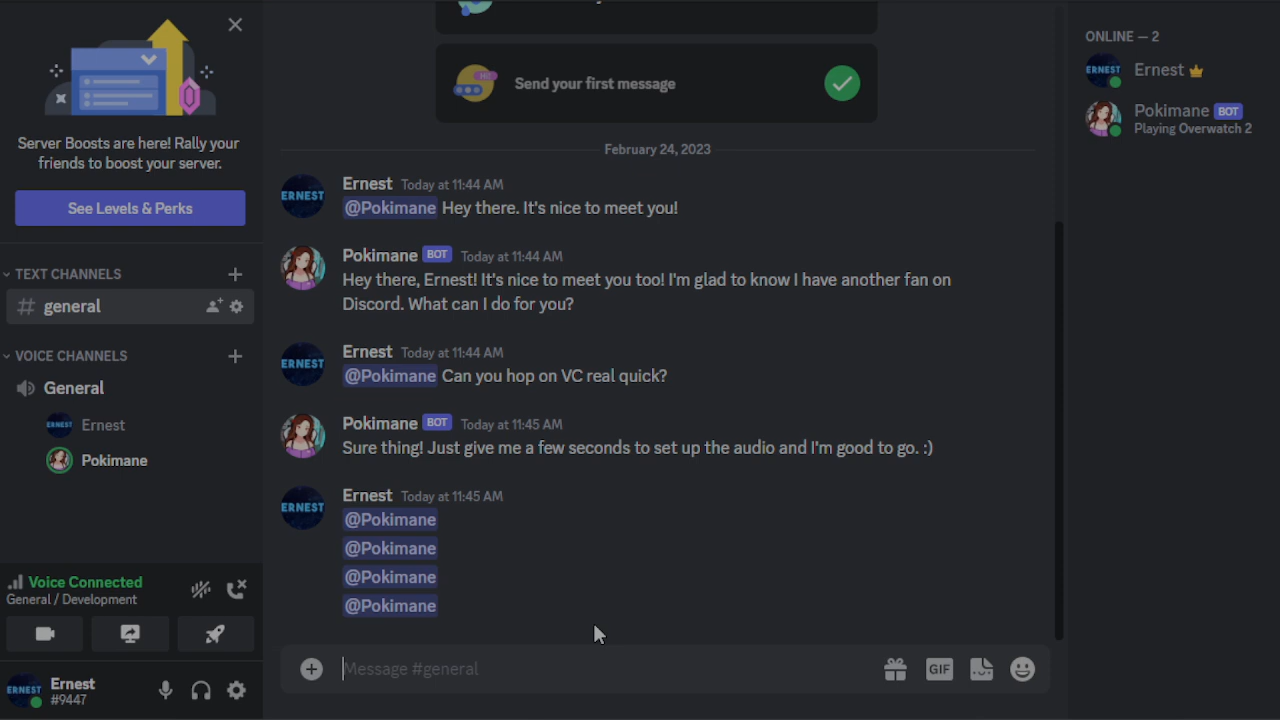 Send your first message
February 24, 2023
Server Boosts are here! Rally your
friends to boost your server.
See Levels & Perks
TEXT CHANNELS
# general
VOICE CHANNELS
General
ERNEST Ernest
Pokimane
Voice Connected
General / Development
ERNEST Ernest
#9447
ERNEST Ernest Today at 11:44 AM
@Pokimane Hey there. It's nice to meet you!
Pokimane BOT Today at 11:44 AM
Hey there, Ernest! It's nice to meet you too! I'm glad to know I have another fan on
Discord. What can I do for you?
ERNEST Ernest Today at 11:44 AM
@Pokimane Can you hop on VC real quick?
Pokimane BOT Today at 11:45 AM
Sure thing! Just give me a few seconds to set up the audio and I'm good to go. :)
ERNEST Ernest Today at 11:45 AM
@Pokimane
@Pokimane
@Pokimane
@Pokimane
Message #general
GIF
ONLINE — 2
ERNEST Ernest
Pokimane BOT
Playing Overwatch 2